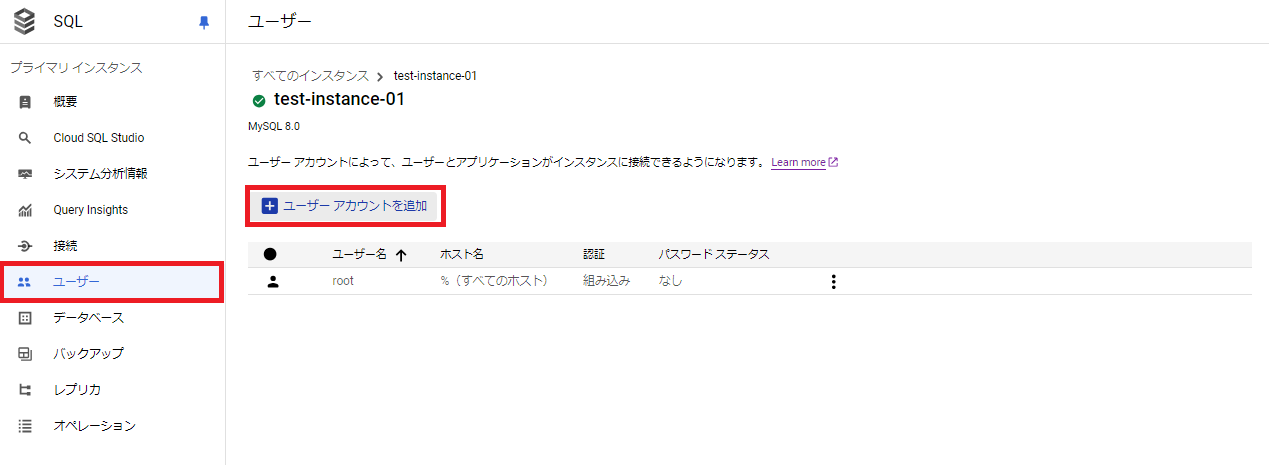 SQL
プライマリ インスタンス
概要
Cloud SQL Studio
システム分析情報
Query Insights
接続
ユーザー
データベース
バックアップ
レプリカ
オペレーション
ユーザー
すべてのインスタンス test-instance-01
test-instance-01
MySQL 8.0
ユーザー アカウントによって、ユーザーとアプリケーションがインスタンスに接続できるようになります。 Learn more
ユーザー アカウントを追加
ユーザー名 ホスト名 認証 パスワード ステータス
root %（すべてのホスト） 組み込み なし